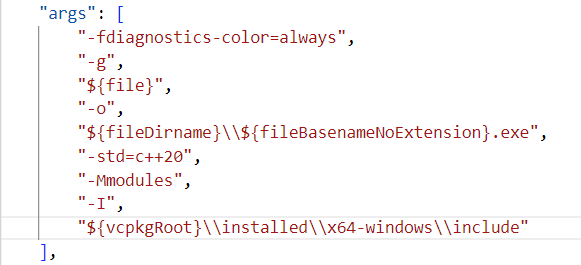 "args": [
"-fdiagnostics-color=always",
"-g",
"${file}",
"-o",
"${fileDirname}\\${fileBasenameNoExtension}.exe",
"-std=c++20",
"-Mmodules",
"-I",
"${vcpkgRoot}\\installed\\x64-windows\\include"
],